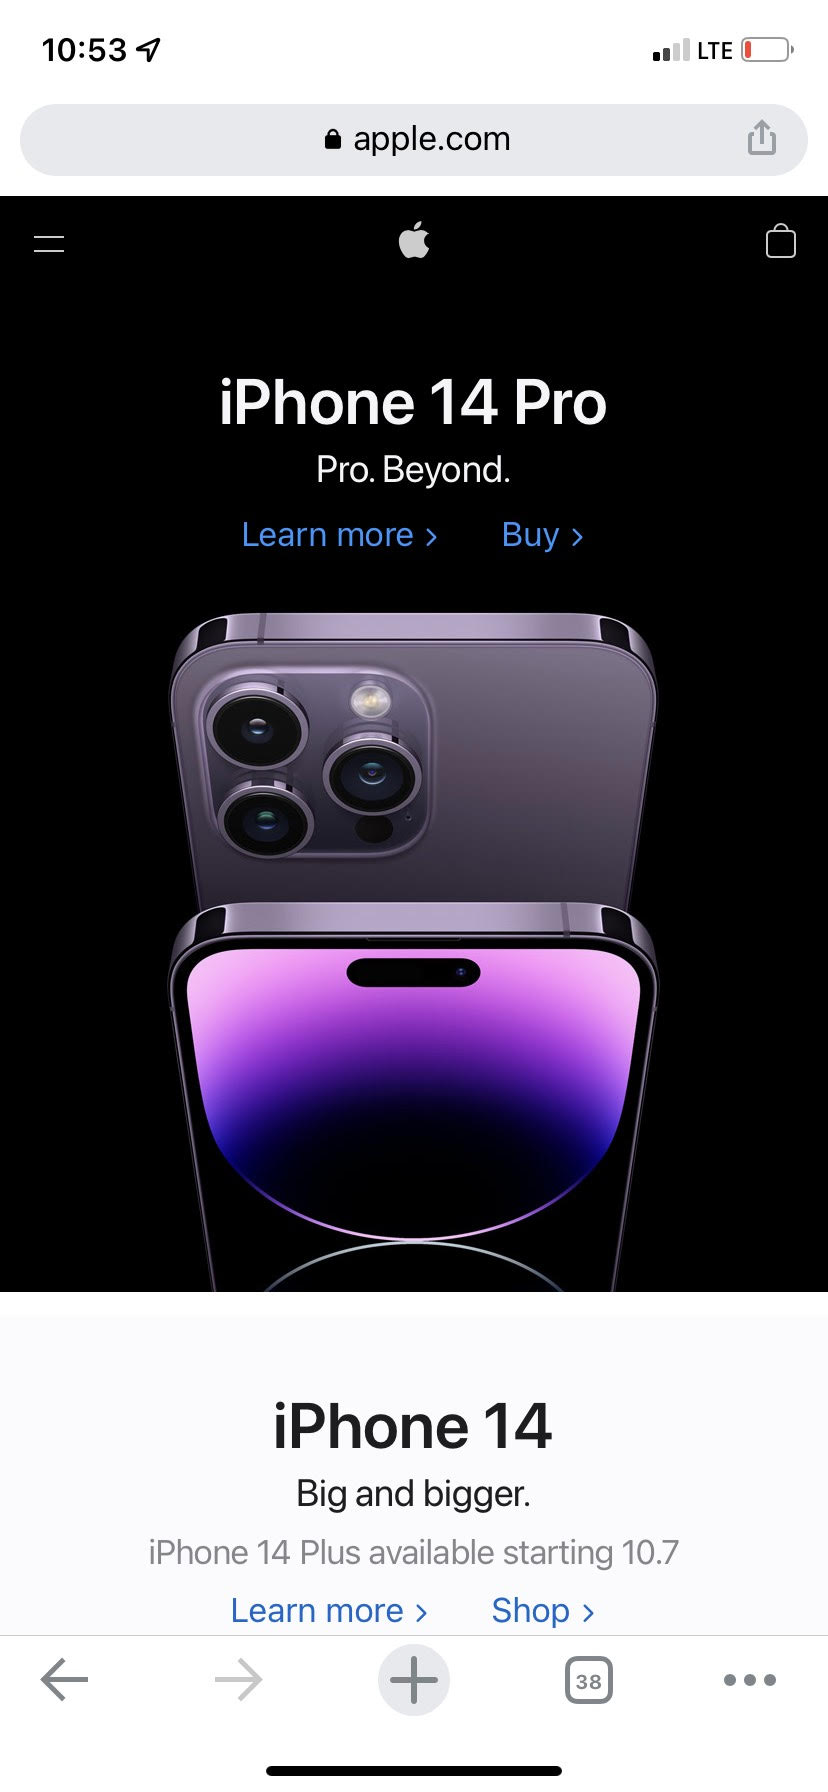 10:53 LTE
apple.com
iPhone 14 Pro
Pro. Beyond.
Learn more > Buy >
iPhone 14
Big and bigger.
iPhone 14 Plus available starting 10.7
Learn more > Shop >
38